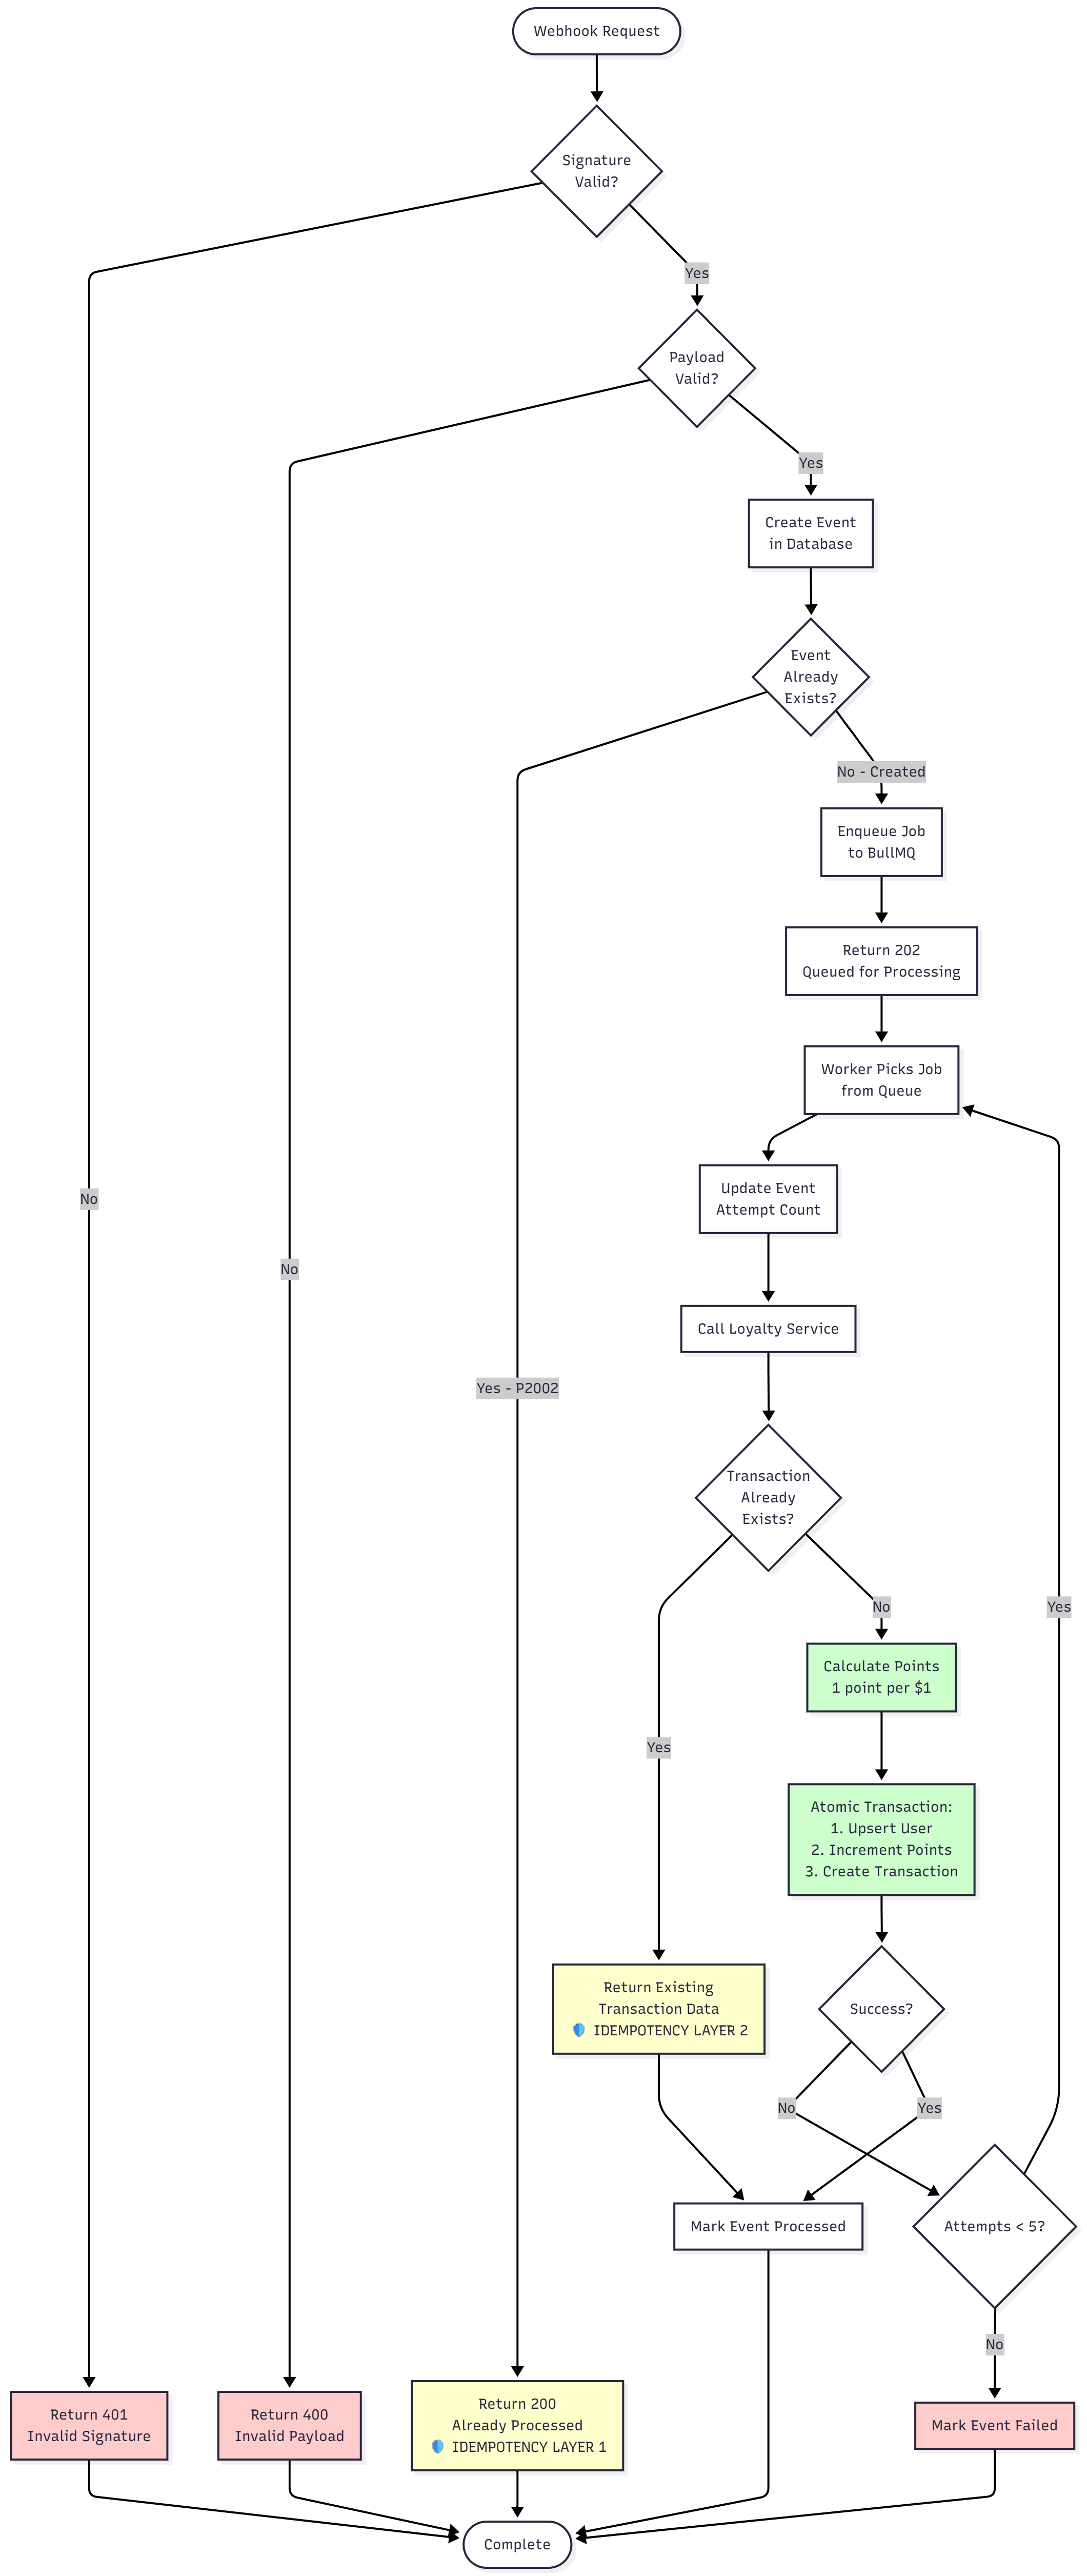 Webhook Request
Signature
Valid?
Yes
Payload
Valid?
Yes
Create Event
in Database
Event
Already
Exists?
No - Created
Enqueue Job
to BullMQ
Return 202
Queued for Processing
Worker Picks Job
from Queue
Update Event
Attempt Count
No
No
Call Loyalty Service
Yes - P2002
Transaction
Already
Exists?
No
Yes
Calculate Points
1 point per $1
Yes
Atomic Transaction:
1. Upsert User
2. Increment Points
3. Create Transaction
Return Existing
Transaction Data
🛡️ IDEMPOTENCY LAYER 2
Success?
No
Yes
Mark Event Processed
Attempts < 5?
No
Return 401
Invalid Signature
Return 400
Invalid Payload
Return 200
Already Processed
🛡️ IDEMPOTENCY LAYER 1
Mark Event Failed
Complete